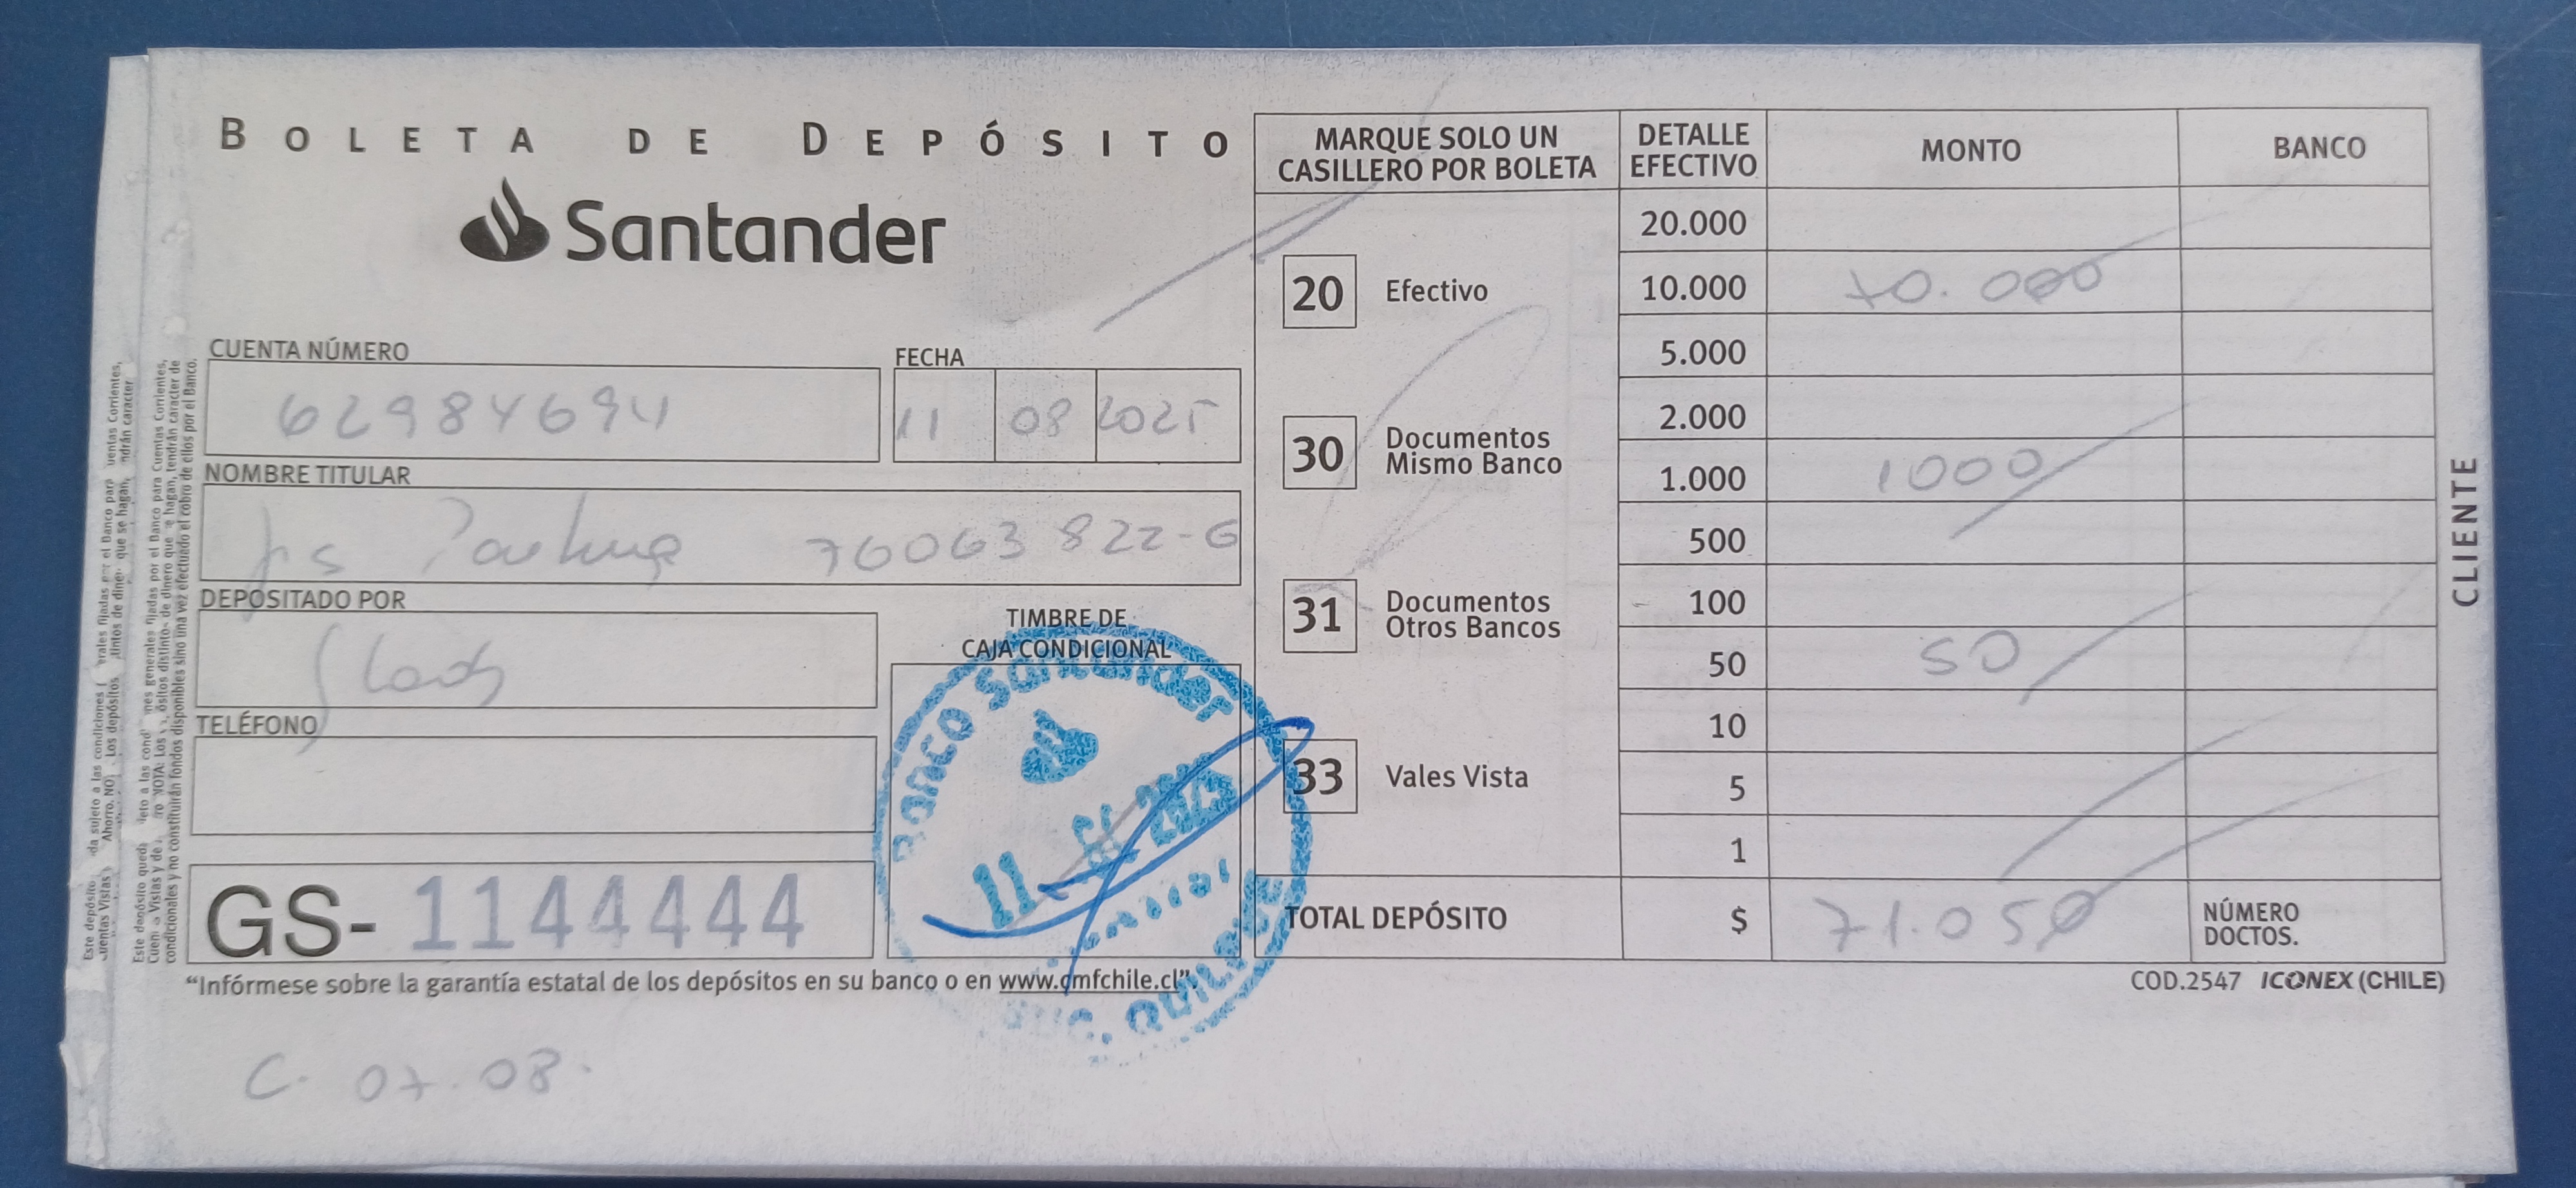 BOLETA DE DEPÓSITO
Santander
CUENTA NÚMERO
62984694
FECHA
11 08 2025
NOMBRE TITULAR
76063822-6
DEPOSITADO POR
TELÉFONO
TIMBRE DE
CAJA CONDICIONAL
Banco Santander
11
QUILPUE
GS- 1144444
"Infórmese sobre la garantía estatal de los depósitos en su banco o en www.cmfchile.cl"
C. 07.08.
MARQUE SOLO UN
CASILLERO POR BOLETA
20 Efectivo
30 Documentos
Mismo Banco
31 Documentos
Otros Bancos
33 Vales Vista
DETALLE
EFECTIVO MONTO BANCO
20.000
10.000 70.000
5.000
2.000
1.000 1000
500
100
50 50
10
5
1
TOTAL DEPÓSITO $ 71.050 NÚMERO
DOCTOS.
COD.2547 ICONEX (CHILE)
CLIENTE